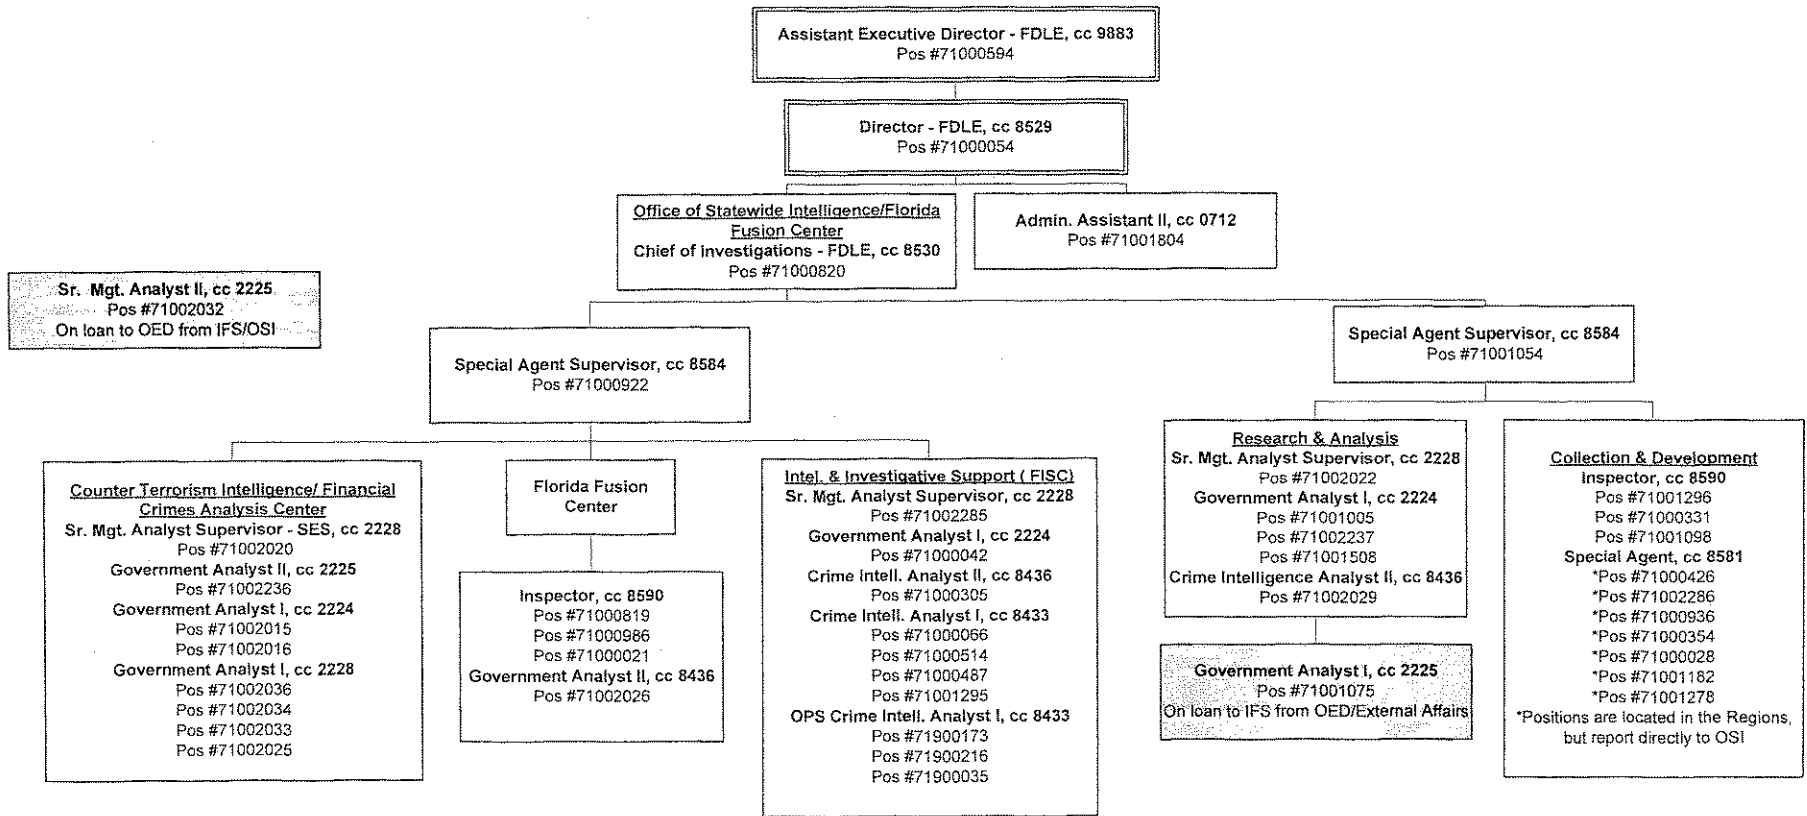 Assistant Executive Director - FDLE, cc 9883
Pos #71000594
Director - FDLE, cc 8529
Pos #71000054
Office of Statewide Intelligence/Florida
Fusion Center
Chief of Investigations - FDLE, cc 8530
Pos #71000820
Admin. Assistant II, cc 0712
Pos #71001804
Sr. Mgt. Analyst II, cc 2225
Pos #71002032
On loan to OED from IFS/OSI
Special Agent Supervisor, cc 8584
Pos #71000922
Special Agent Supervisor, cc 8584
Pos #71001054
Counter Terrorism Intelligence/ Financial
Crimes Analysis Center
Sr. Mgt. Analyst Supervisor - SES, cc 2228
Pos #71002020
Government Analyst II, cc 2225
Pos #71002236
Government Analyst I, cc 2224
Pos #71002015
Pos #71002016
Government Analyst I, cc 2228
Pos #71002036
Pos #71002034
Pos #71002033
Pos #71002025
Florida Fusion
Center
Inspector, cc 8590
Pos #71000819
Pos #71000986
Pos #71000021
Government Analyst II, cc 8436
Pos #71002026
Intel. & Investigative Support ( FISC)
Sr. Mgt. Analyst Supervisor, cc 2228
Pos #71002285
Government Analyst I, cc 2224
Pos #71000042
Crime Intell. Analyst II, cc 8436
Pos #71000305
Crime Intell. Analyst I, cc 8433
Pos #71000066
Pos #71000514
Pos #71000487
Pos #71001295
OPS Crime Intell. Analyst I, cc 8433
Pos #71900173
Pos #71900216
Pos #71900035
Research & Analysis
Sr. Mgt. Analyst Supervisor, cc 2228
Pos #71002022
Government Analyst I, cc 2224
Pos #71001005
Pos #71002237
Pos #71001508
Crime Intelligence Analyst II, cc 8436
Pos #71002029
Government Analyst I, cc 2225
Pos #71001075
On loan to IFS from OED/External Affairs
Collection & Development
Inspector, cc 8590
Pos #71001296
Pos #71000331
Pos #71001098
Special Agent, cc 8581
*Pos #71000426
*Pos #71002286
*Pos #71000936
*Pos #71000354
*Pos #71000028
*Pos #71001182
*Pos #71001278
*Positions are located in the Regions,
but report directly to OSI